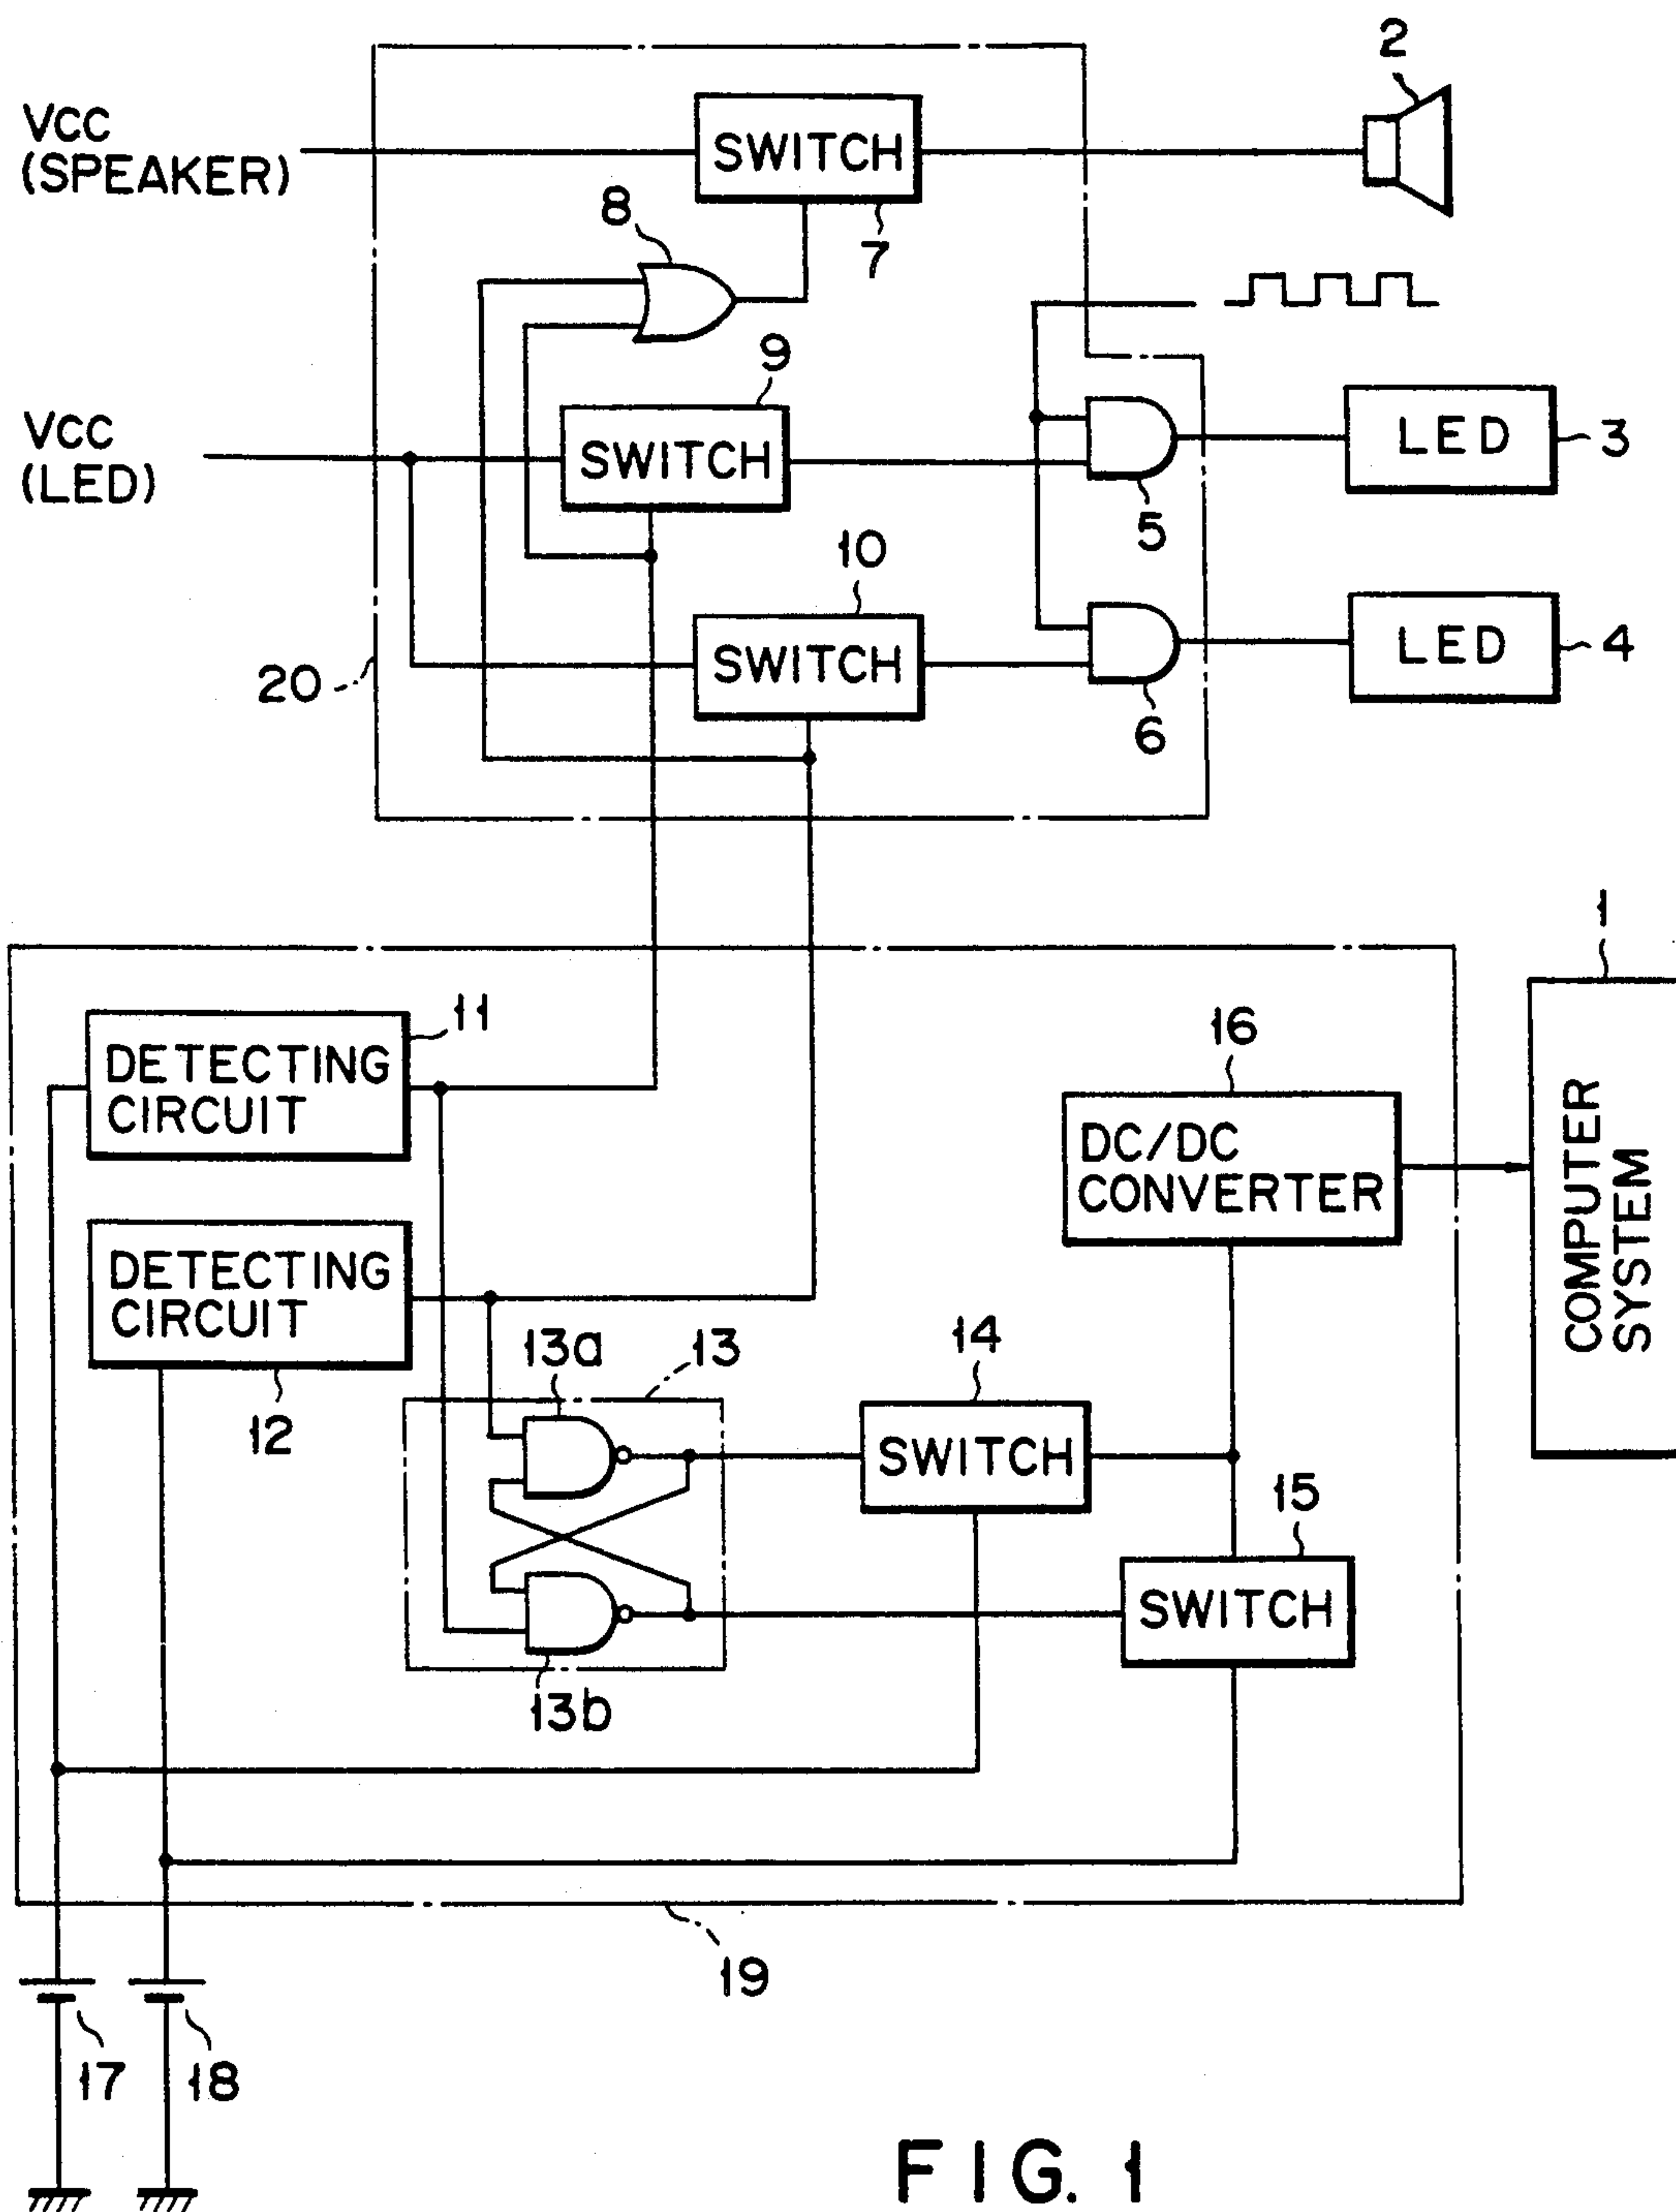 2
VCC
(SPEAKER)
SWITCH
7
8
9
VCC
(LED)
SWITCH
LED
3
5
10
SWITCH
LED
4
20
6
1
11
DETECTING
CIRCUIT
16
DC/DC
CONVERTER
COMPUTER
SYSTEM
DETECTING
CIRCUIT
12
13a
13
14
SWITCH
15
SWITCH
13b
19
17
18
FIG. 1